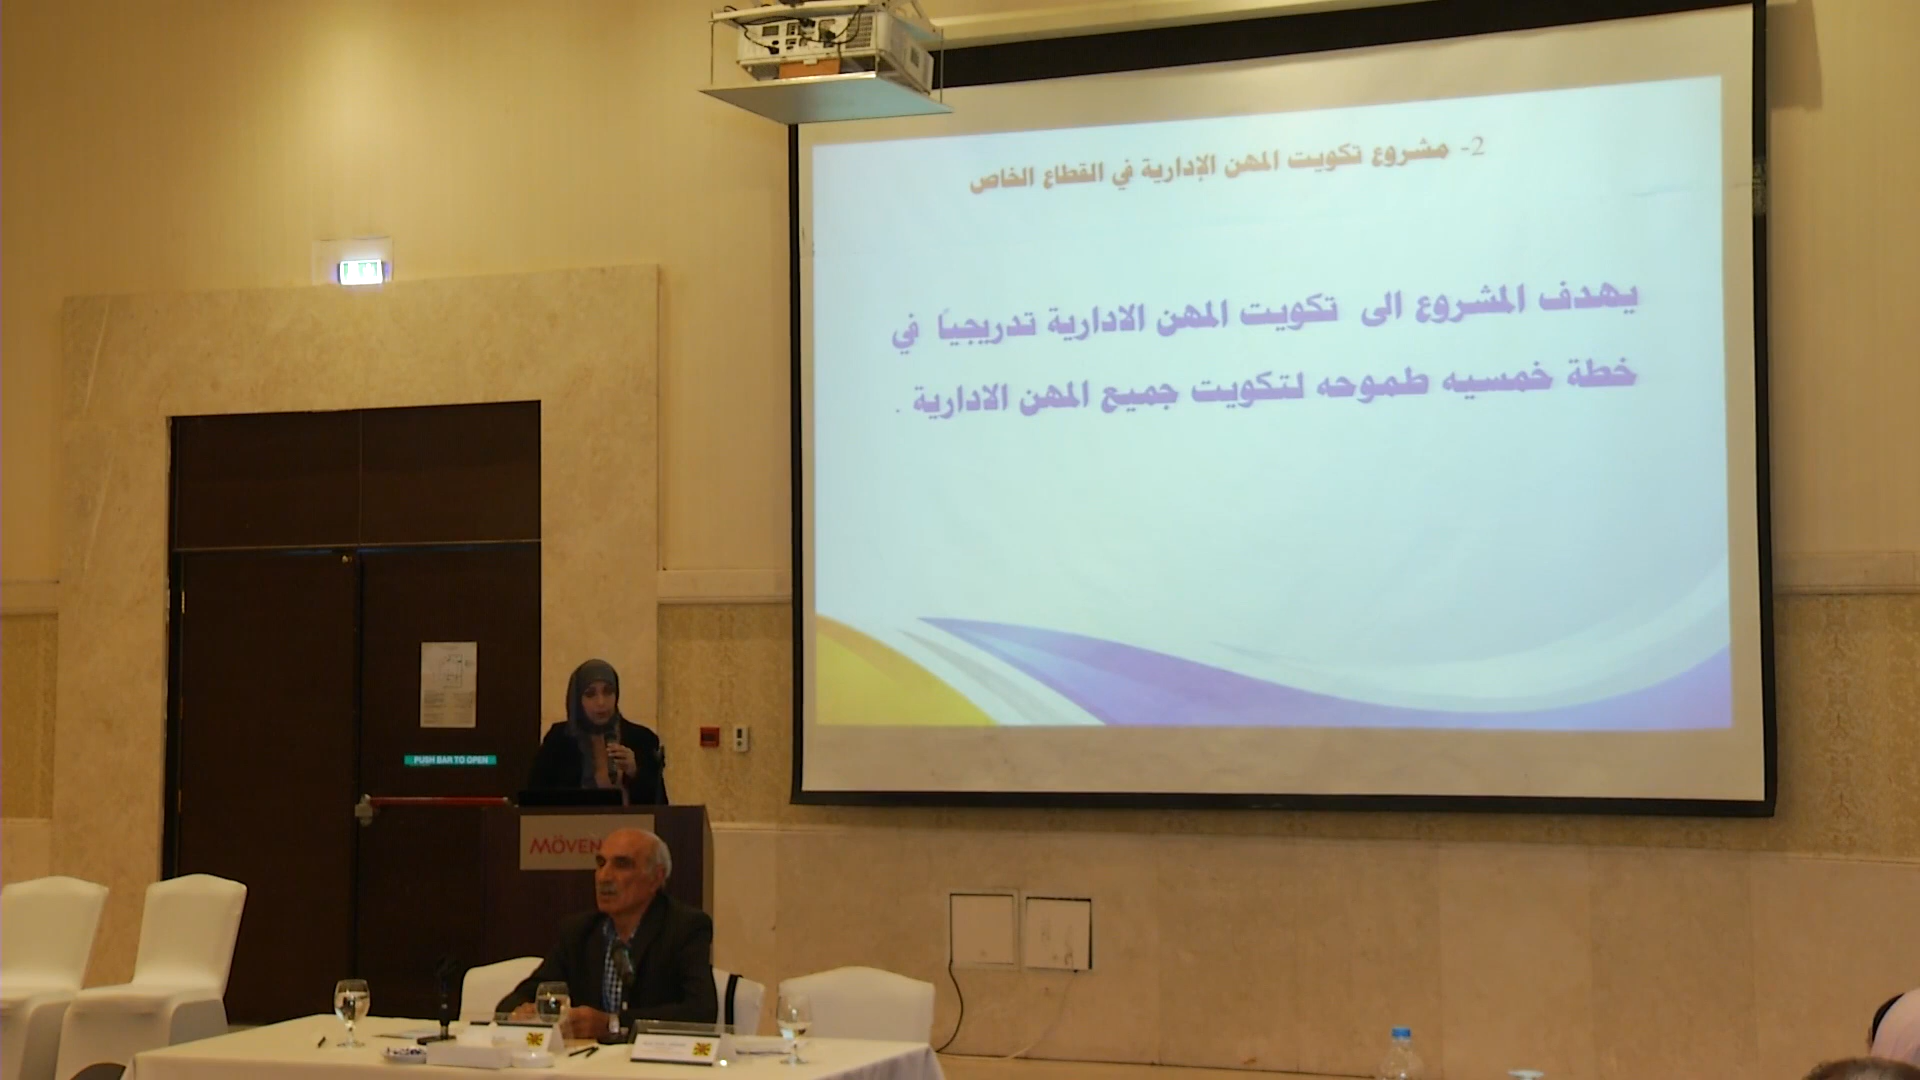 2- مشروع تكويت المهن الإدارية في القطاع الخاص
يهدف المشروع الى تكويت المهن الادارية تدريجياً في
خطة خمسيه طموحه لتكويت جميع المهن الادارية .
PUSH BAR TO OPEN
MÖVEN